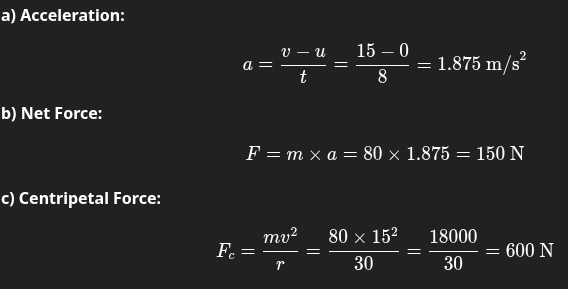 a) Acceleration:
a = (v − u)/t = (15 − 0)/8 = 1.875 m/s²
b) Net Force:
F = m × a = 80 × 1.875 = 150 N
c) Centripetal Force:
F_c = mv²/r = (80 × 15²)/30 = 18000/30 = 600 N